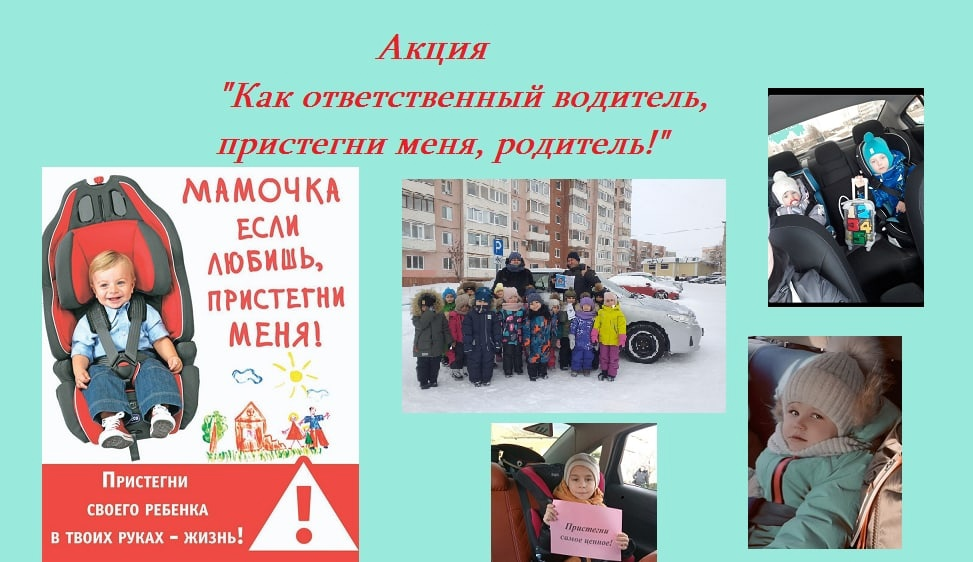 Акция
"Как ответственный водитель,
пристегни меня, родитель!"
МАМОЧКА
ЕСЛИ
ЛЮБИШЬ,
ПРИСТЕГНИ
МЕНЯ!
ПРИСТЕГНИ
СВОЕГО РЕБЕНКА
В ТВОИХ РУКАХ – ЖИЗНЬ!
Пристегни
самое ценное!